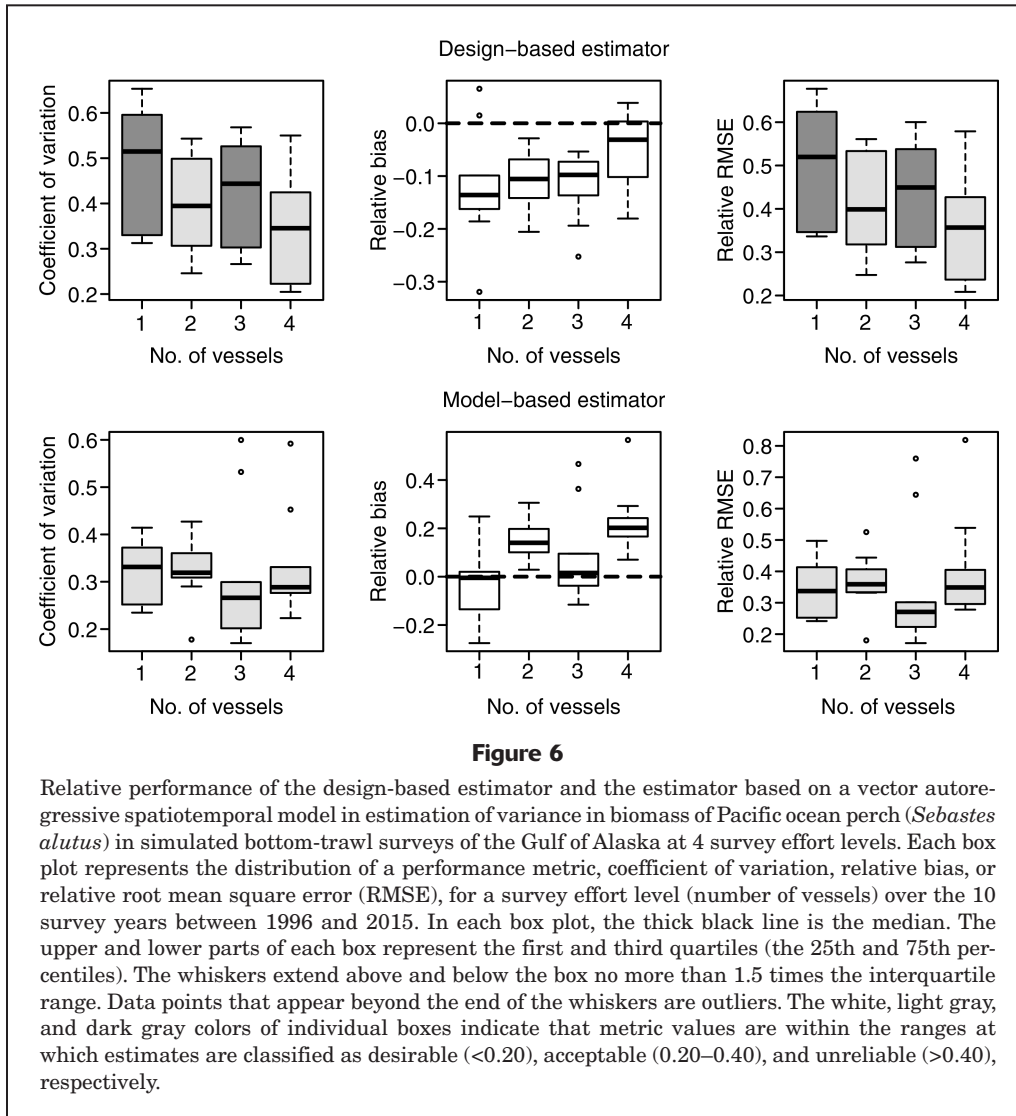 Design–based estimator
Coefficient of variation
0.6
0.5
0.4
0.3
0.2
1 2 3 4
No. of vessels
Relative bias
0.0
−0.1
−0.2
−0.3
1 2 3 4
No. of vessels
Relative RMSE
0.6
0.5
0.4
0.3
0.2
1 2 3 4
No. of vessels
Model–based estimator
Coefficient of variation
0.6
0.5
0.4
0.3
0.2
1 2 3 4
No. of vessels
Relative bias
0.4
0.2
0.0
−0.2
1 2 3 4
No. of vessels
Relative RMSE
0.8
0.7
0.6
0.5
0.4
0.3
0.2
1 2 3 4
No. of vessels
Figure 6
Relative performance of the design-based estimator and the estimator based on a vector autore-
gressive spatiotemporal model in estimation of variance in biomass of Pacific ocean perch (Sebastes
alutus) in simulated bottom-trawl surveys of the Gulf of Alaska at 4 survey effort levels. Each box
plot represents the distribution of a performance metric, coefficient of variation, relative bias, or
relative root mean square error (RMSE), for a survey effort level (number of vessels) over the 10
survey years between 1996 and 2015. In each box plot, the thick black line is the median. The
upper and lower parts of each box represent the first and third quartiles (the 25th and 75th per-
centiles). The whiskers extend above and below the box no more than 1.5 times the interquartile
range. Data points that appear beyond the end of the whiskers are outliers. The white, light gray,
and dark gray colors of individual boxes indicate that metric values are within the ranges at
which estimates are classified as desirable (<0.20), acceptable (0.20–0.40), and unreliable (>0.40),
respectively.